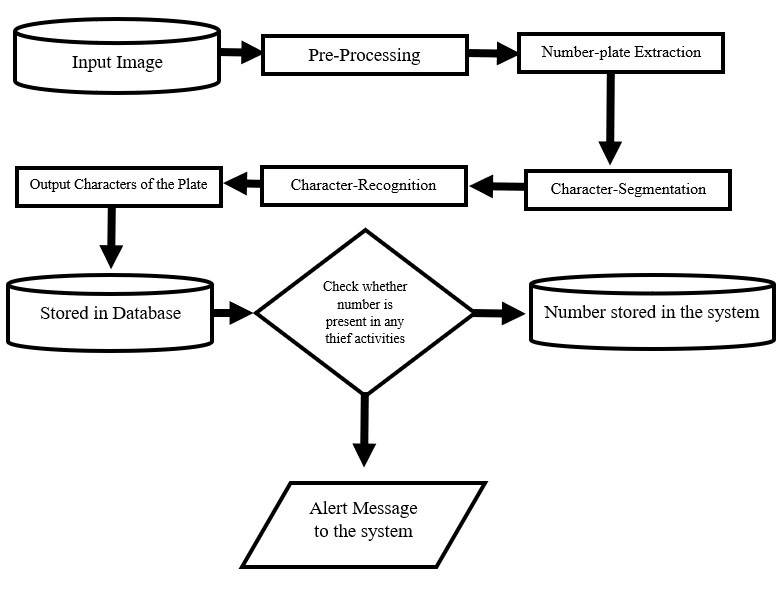 Input Image
Pre-Processing
Number-plate Extraction
Output Characters of the Plate
Character-Recognition
Character-Segmentation
Stored in Database
Check whether
number is
present in any
thief activities
Number stored in the system
Alert Message
to the system